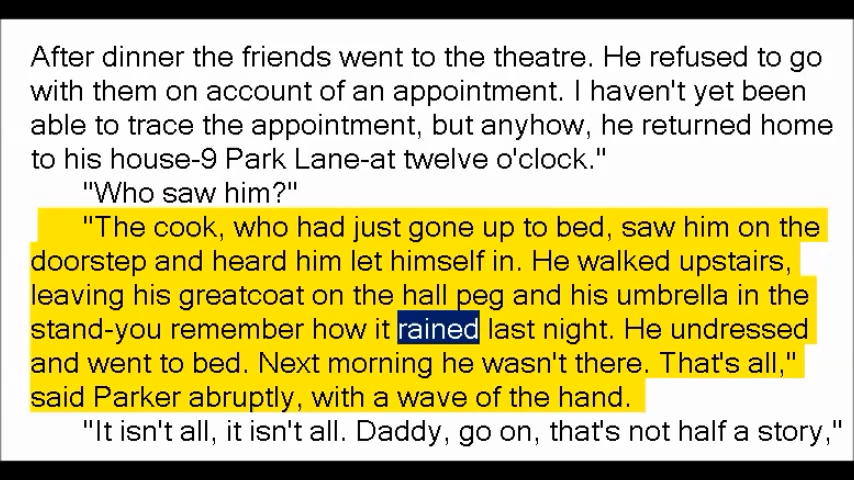 After dinner the friends went to the theatre. He refused to go
with them on account of an appointment. I haven't yet been
able to trace the appointment, but anyhow, he returned home
to his house-9 Park Lane-at twelve o'clock."
"Who saw him?"
"The cook, who had just gone up to bed, saw him on the
doorstep and heard him let himself in. He walked upstairs,
leaving his greatcoat on the hall peg and his umbrella in the
stand-you remember how it rained last night. He undressed
and went to bed. Next morning he wasn't there. That's all,"
said Parker abruptly, with a wave of the hand.
"It isn't all, it isn't all. Daddy, go on, that's not half a story,"